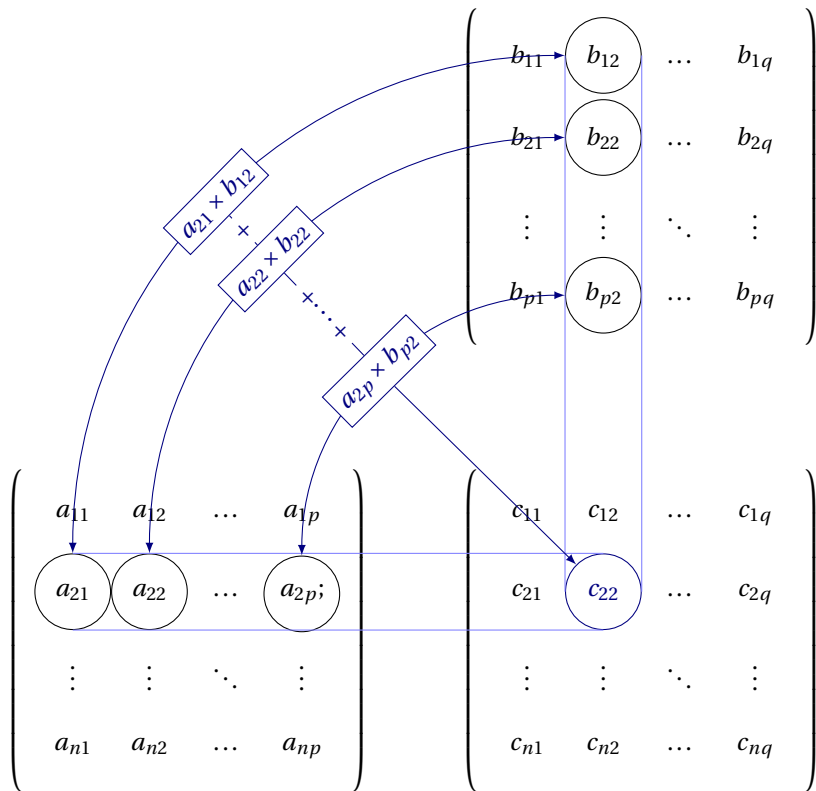 b₁₁ b₁₂ … b₁q
b₂₁ b₂₂ … b₂q
⋮ ⋮ ⋱ ⋮
bₚ₁ bₚ₂ … bₚq
a₂₁ × b₁₂
+
a₂₂ × b₂₂
+…+
a₂ₚ × bₚ₂
a₁₁ a₁₂ … a₁ₚ
a₂₁ a₂₂ … a₂ₚ;
⋮ ⋮ ⋱ ⋮
aₙ₁ aₙ₂ … aₙₚ
c₁₁ c₁₂ … c₁q
c₂₁ c₂₂ … c₂q
⋮ ⋮ ⋱ ⋮
cₙ₁ cₙ₂ … cₙq